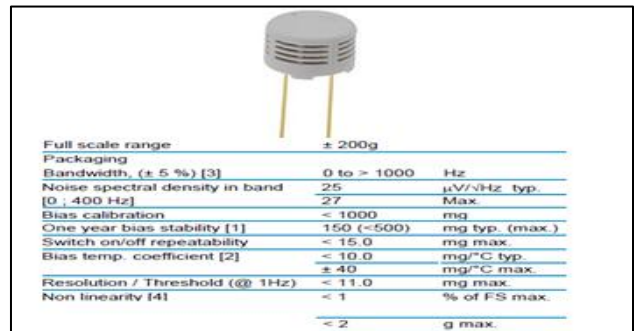 Full scale range ± 200g
Packaging
Bandwidth, (± 5 %) [3] 0 to > 1000 Hz
Noise spectral density in band 25 µV/√Hz typ.
[0 ; 400 Hz] 27 Max.
Bias calibration < 1000 mg
One year bias stability [1] 150 (<500) mg typ. (max.)
Switch on/off repeatability < 15.0 mg max.
Bias temp. coefficient [2] < 10.0 mg/°C typ.
± 40 mg/°C max.
Resolution / Threshold (@ 1Hz) < 11.0 mg max.
Non linearity [4] < 1 % of FS max.
< 2 g max.